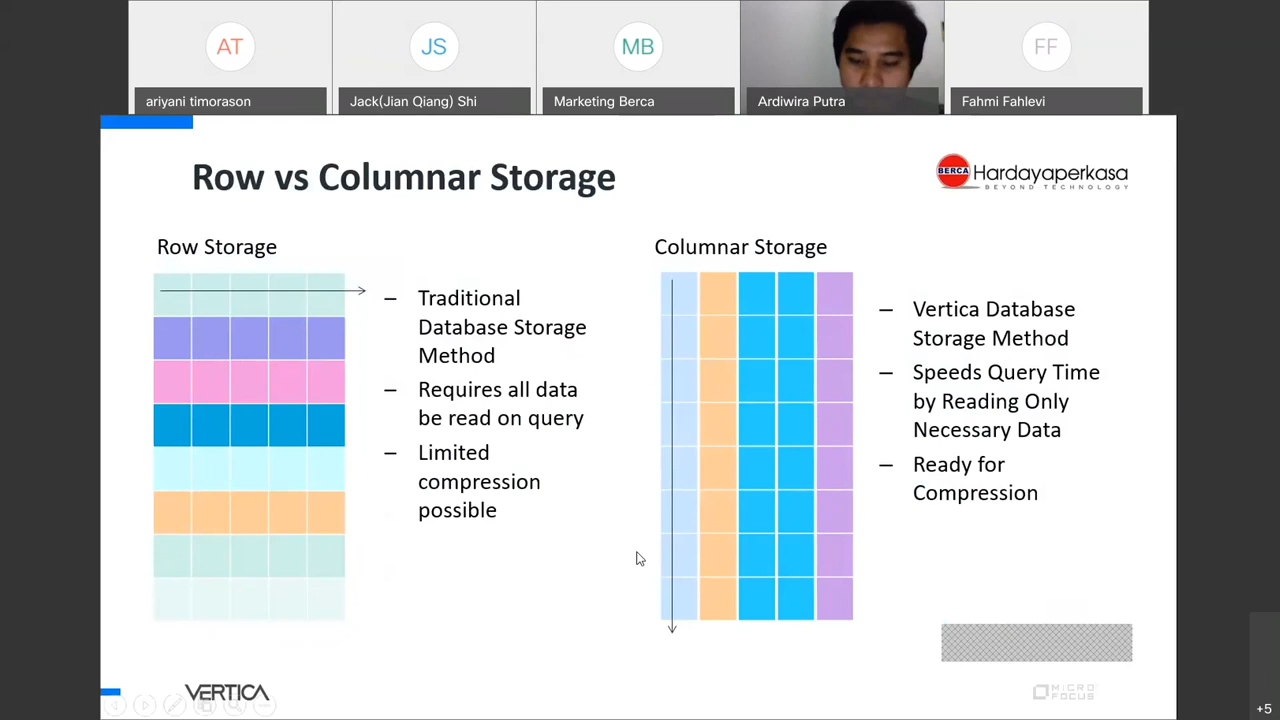 AT
JS
MB
FF
ariyani timorason
Jack(Jian Qiang) Shi
Marketing Berca
Ardiwira Putra
Fahmi Fahlevi
Row vs Columnar Storage
BERCA Hardayaperkasa
BEYOND TECHNOLOGY
Row Storage
– Traditional
Database Storage
Method
– Requires all data
be read on query
– Limited
compression
possible
Columnar Storage
– Vertica Database
Storage Method
– Speeds Query Time
by Reading Only
Necessary Data
– Ready for
Compression
VERTICA
MICRO
FOCUS
+5